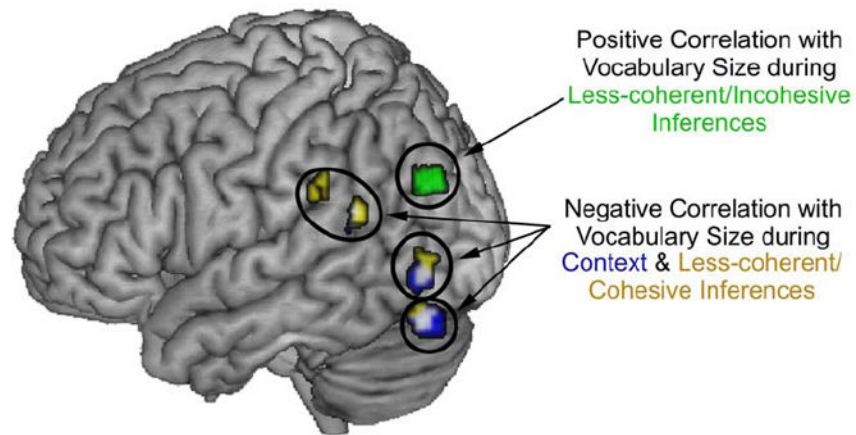 Positive Correlation with
Vocabulary Size during
Less-coherent/Incohesive
Inferences
Negative Correlation with
Vocabulary Size during
Context & Less-coherent/
Cohesive Inferences